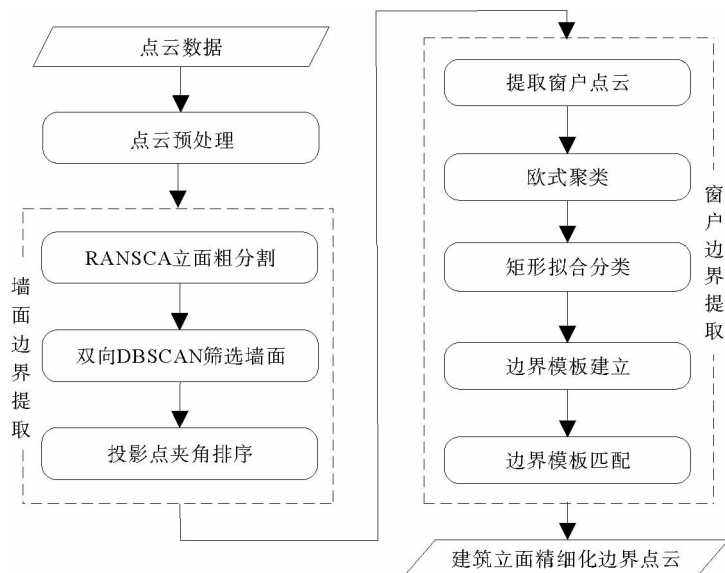 点云数据
点云预处理
墙面边界提取
RANSCA立面粗分割
双向DBSCAN筛选墙面
投影点夹角排序
提取窗户点云
欧式聚类
矩形拟合分类
边界模板建立
边界模板匹配
窗户边界提取
建筑立面精细化边界点云